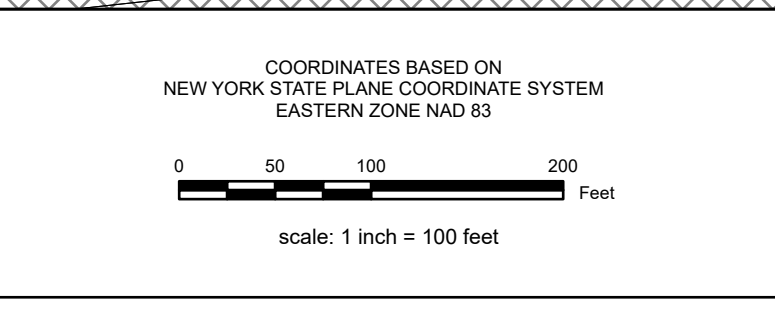 COORDINATES BASED ON
NEW YORK STATE PLANE COORDINATE SYSTEM
EASTERN ZONE NAD 83
0 50 100 200
Feet
scale: 1 inch = 100 feet